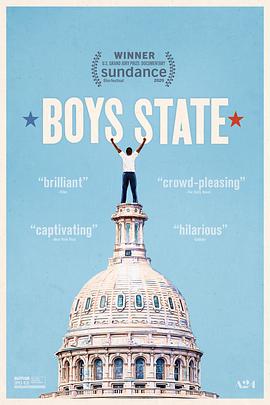 WINNER
U.S. GRAND JURY PRIZE: DOCUMENTARY
sundance
film festival 2020
BOYS STATE
“brilliant” “crowd-pleasing”
“captivating” “hilarious”
A24